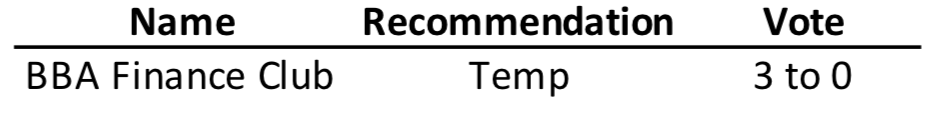 Name Recommendation Vote
BBA Finance Club Temp 3 to 0